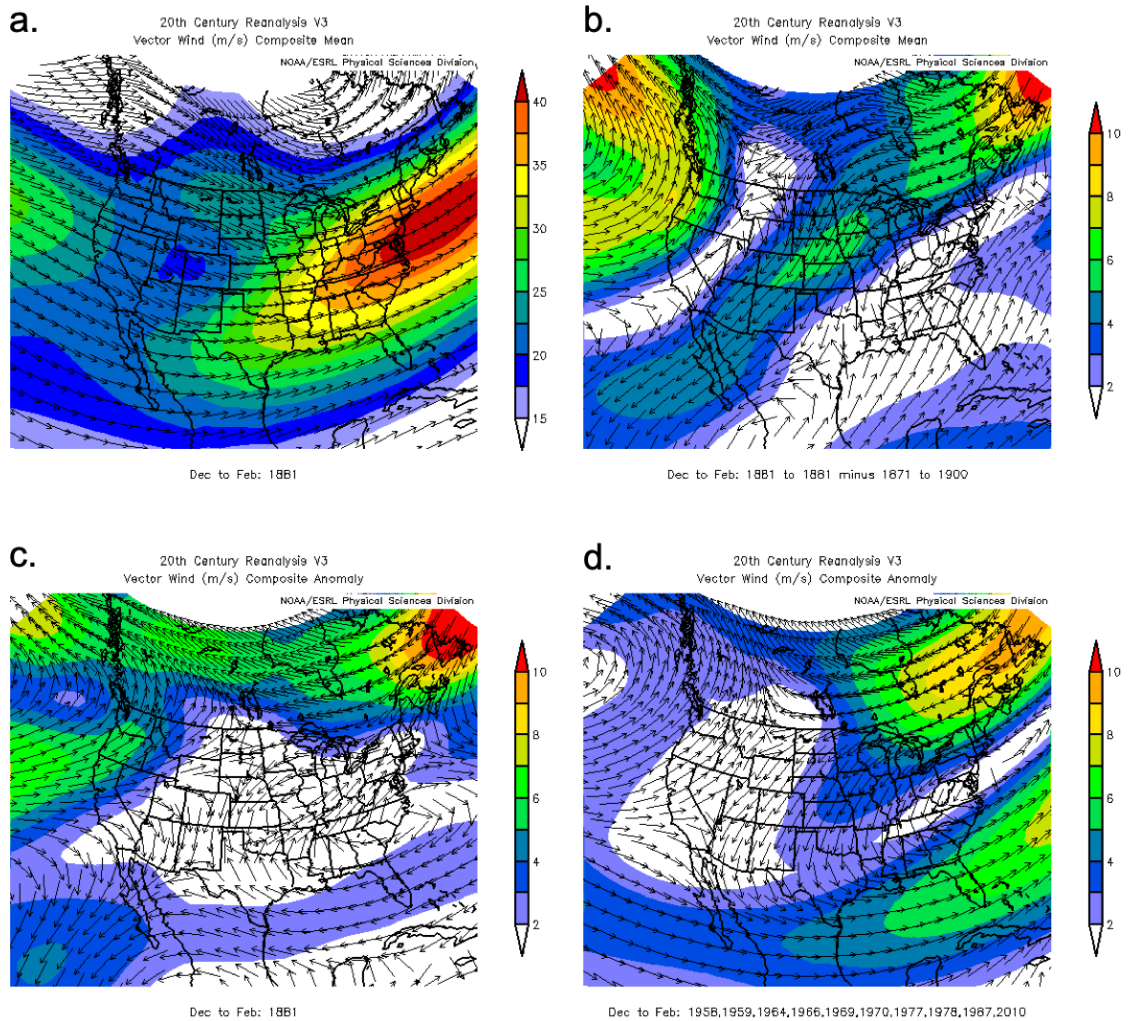 a.
20th Century Reanalysis V3
Vector Wind (m/s) Composite Mean
NOAA/ESRL Physical Sciences Division
40
35
30
25
20
15
Dec to Feb: 1881
b.
20th Century Reanalysis V3
Vector Wind (m/s) Composite Mean
NOAA/ESRL Physical Sciences Division
10
8
6
4
2
Dec to Feb: 1881 to 1881 minus 1871 to 1900
c.
20th Century Reanalysis V3
Vector Wind (m/s) Composite Anomaly
NOAA/ESRL Physical Sciences Division
10
8
6
4
2
Dec to Feb: 1881
d.
20th Century Reanalysis V3
Vector Wind (m/s) Composite Anomaly
NOAA/ESRL Physical Sciences Division
10
8
6
4
2
Dec to Feb: 1958,1959,1964,1966,1969,1970,1977,1978,1987,2010